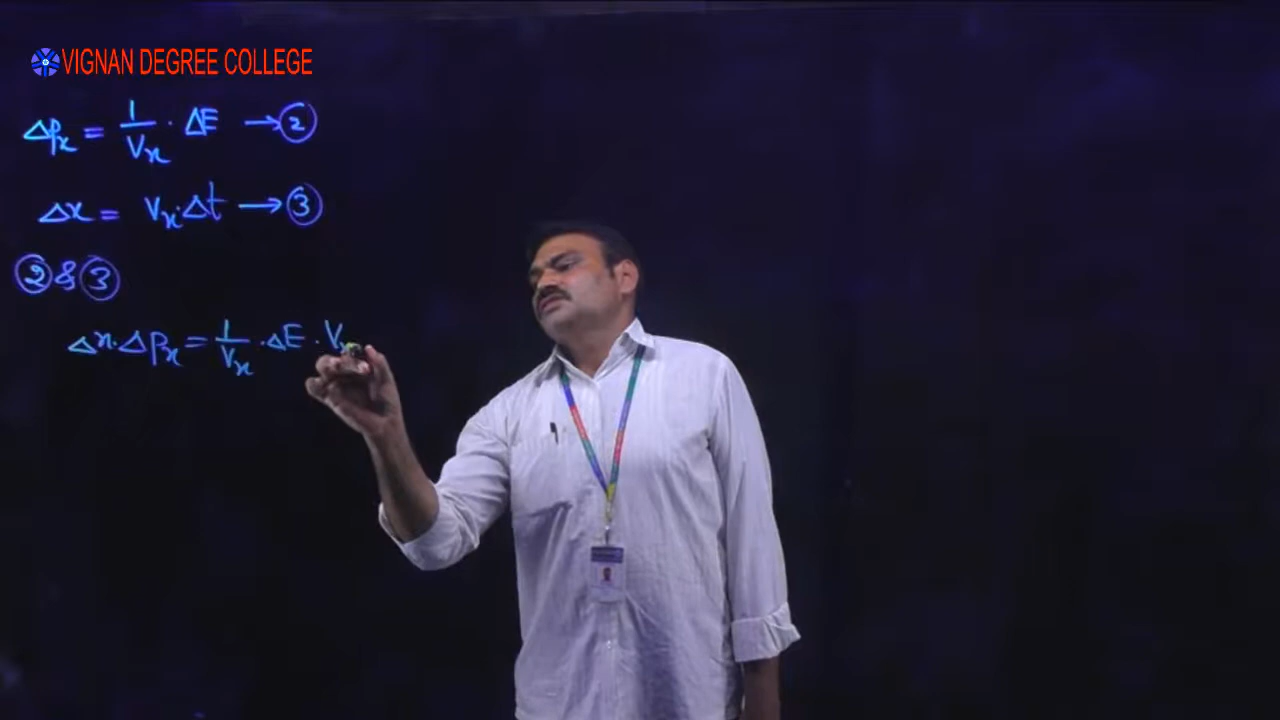 VIGNAN DEGREE COLLEGE
Δpₓ = 1/Vₓ · ΔE → ②
Δx = Vₓ · Δt → ③
② & ③
Δx · Δpₓ = 1/Vₓ · ΔE · Vₓ